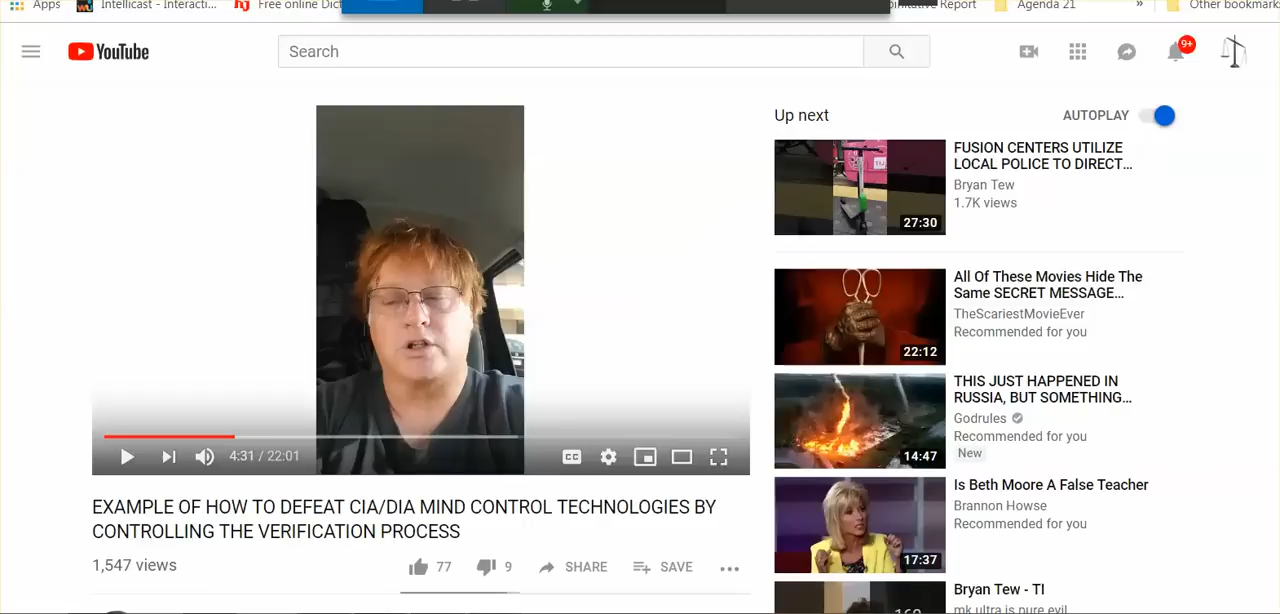 Apps
Intellicast - Interacti...
Free online Dict
Report
Agenda 21
»
Other bookmark
YouTube
Search
9+
Up next
AUTOPLAY
FUSION CENTERS UTILIZE
LOCAL POLICE TO DIRECT...
Bryan Tew
1.7K views
27:30
All Of These Movies Hide The
Same SECRET MESSAGE...
TheScariestMovieEver
Recommended for you
22:12
THIS JUST HAPPENED IN
RUSSIA, BUT SOMETHING...
Godrules
Recommended for you
New
14:47
CC
4:31 / 22:01
Is Beth Moore A False Teacher
Brannon Howse
Recommended for you
17:37
EXAMPLE OF HOW TO DEFEAT CIA/DIA MIND CONTROL TECHNOLOGIES BY
CONTROLLING THE VERIFICATION PROCESS
1,547 views
77
9
SHARE
SAVE
Bryan Tew - TI
mk ultra is pure evil